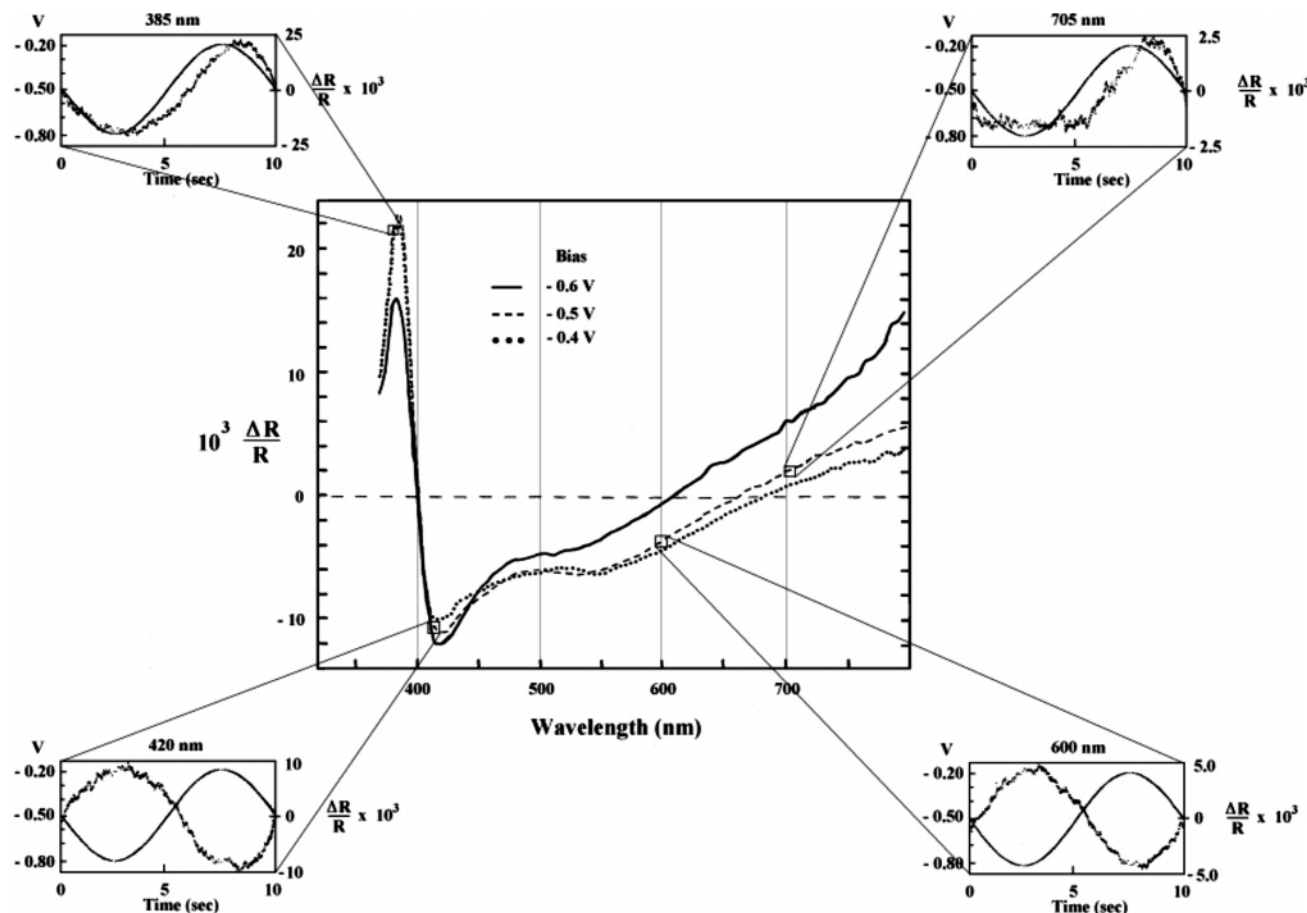 V 385 nm
25
- 0.20
- 0.50
- 0.80
0
- 25
ΔR/R x 10³
0 5 10
Time (sec)
V 705 nm
2.5
- 0.20
- 0.50
- 0.80
0
- 2.5
ΔR/R x 10³
0 5 10
Time (sec)
20
10
0
- 10
10³ ΔR/R
Bias
- 0.6 V
- 0.5 V
- 0.4 V
400 500 600 700
Wavelength (nm)
V 420 nm
10
- 0.20
- 0.50
- 0.80
0
- 10
ΔR/R x 10³
0 5 10
Time (sec)
V 600 nm
5.0
- 0.20
- 0.50
- 0.80
0
- 5.0
ΔR/R x 10³
0 5 10
Time (sec)